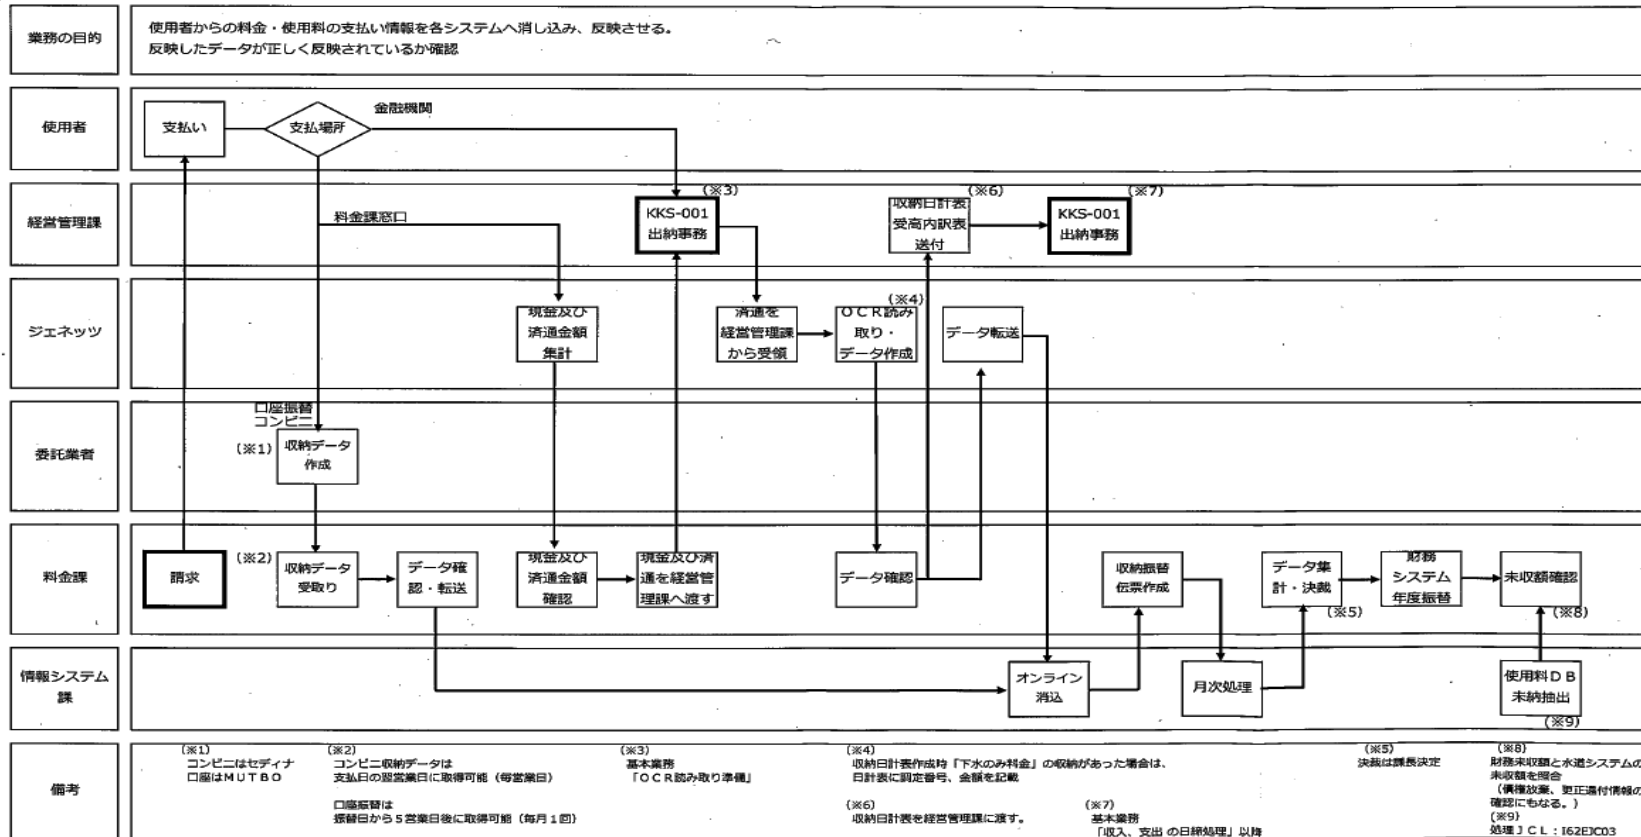 業務の目的
使用者からの料金・使用料の支払い情報を各システムへ消し込み、反映させる。
反映したデータが正しく反映されているか確認
使用者
支払い
支払場所
金融機関
経営管理課
料金課窓口
(※3)
KKS-001
出納事務
(※6)
収納日計表
受高内訳表
送付
(※7)
KKS-001
出納事務
ジェネッツ
現金及び
済通金額
集計
済通を
経営管理課
から受領
(※4)
OCR読み
取り・
データ作成
データ転送
委託業者
口座振替
コンビニ
(※1)
収納データ
作成
料金課
請求
(※2)
収納データ
受取り
データ確
認・転送
現金及び
済通金額
確認
現金及び済
通を経営管
理課へ渡す
データ確認
収納振替
伝票作成
データ集
計・決裁
(※5)
財務
システム
年度振替
未収額確認
(※8)
情報システム
課
オンライン
消込
月次処理
使用料DB
未納抽出
(※9)
備考
(※1)
コンビニはセディナ
口座はMUTBO
(※2)
コンビニ収納データは
支払日の翌営業日に取得可能（毎営業日）
口座振替は
振替日から5営業日後に取得可能（毎月1回）
(※3)
基本業務
「OCR読み取り準備」
(※4)
収納日計表作成時「下水のみ料金」の収納があった場合は、
日計表に調定番号、金額を記載
(※6)
収納日計表を経営管理課に渡す。
(※7)
基本業務
「収入、支出 の日締処理」以降
(※5)
決裁は課長決定
(※8)
財務未収額と水道システムの
未収額を照合
（債権放棄、更正還付情報の
確認にもなる。）
(※9)
処理JCL：I62EJC03